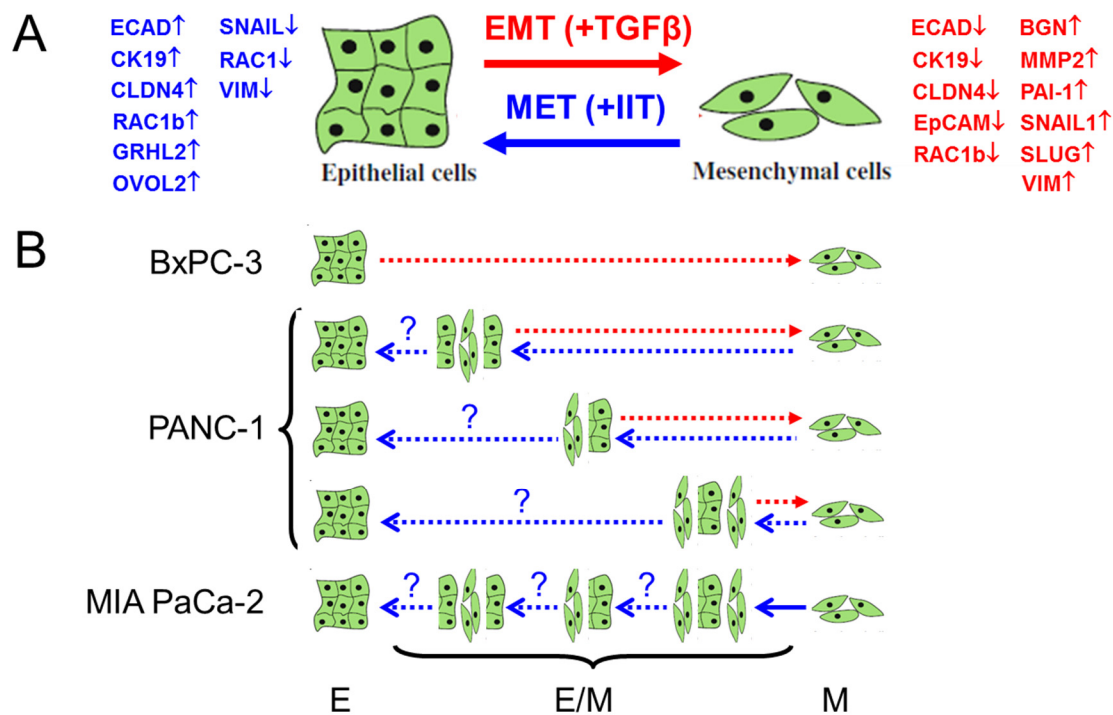 A
ECAD↑ SNAIL↓
CK19↑ RAC1↓
CLDN4↑ VIM↓
RAC1b↑
GRHL2↑
OVOL2↑
EMT (+TGFβ)
MET (+IIT)
Epithelial cells
Mesenchymal cells
ECAD↓ BGN↑
CK19↓ MMP2↑
CLDN4↓ PAI-1↑
EpCAM↓ SNAIL1↑
RAC1b↓ SLUG↑
VIM↑
B
BxPC-3
?
PANC-1
?
?
MIA PaCa-2
? ? ?
E E/M M